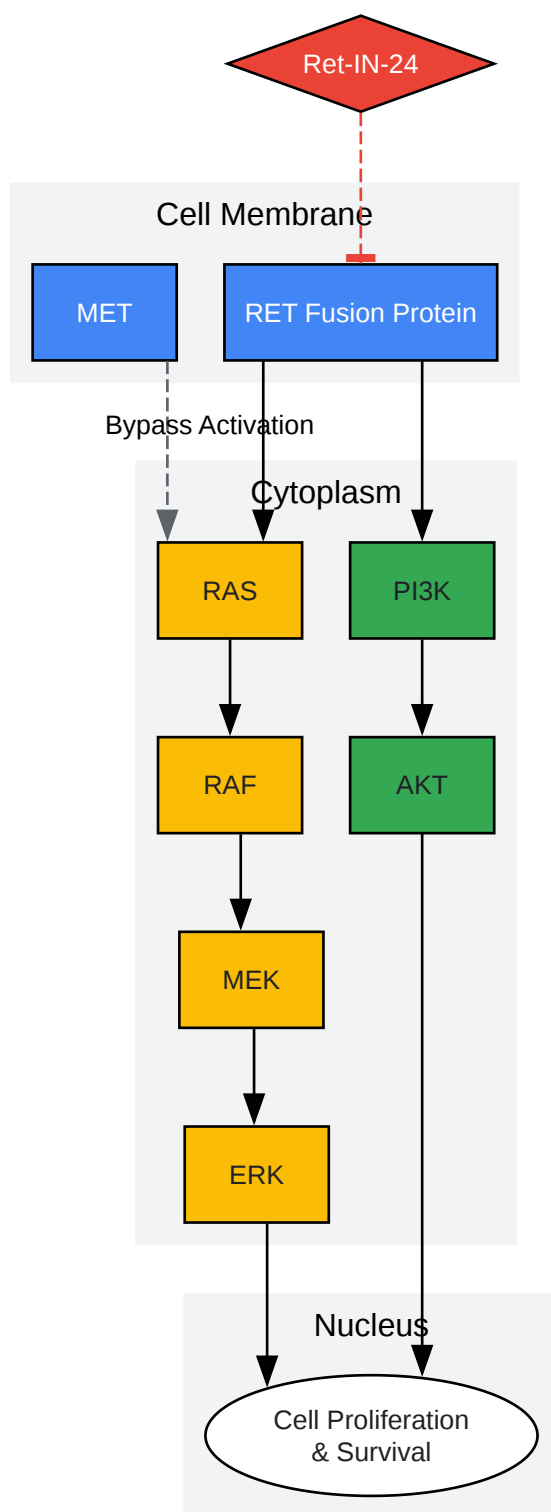 Ret-IN-24
Cell Membrane
MET
RET Fusion Protein
Bypass Activation
Cytoplasm
RAS
PI3K
RAF
AKT
MEK
ERK
Nucleus
Cell Proliferation
& Survival